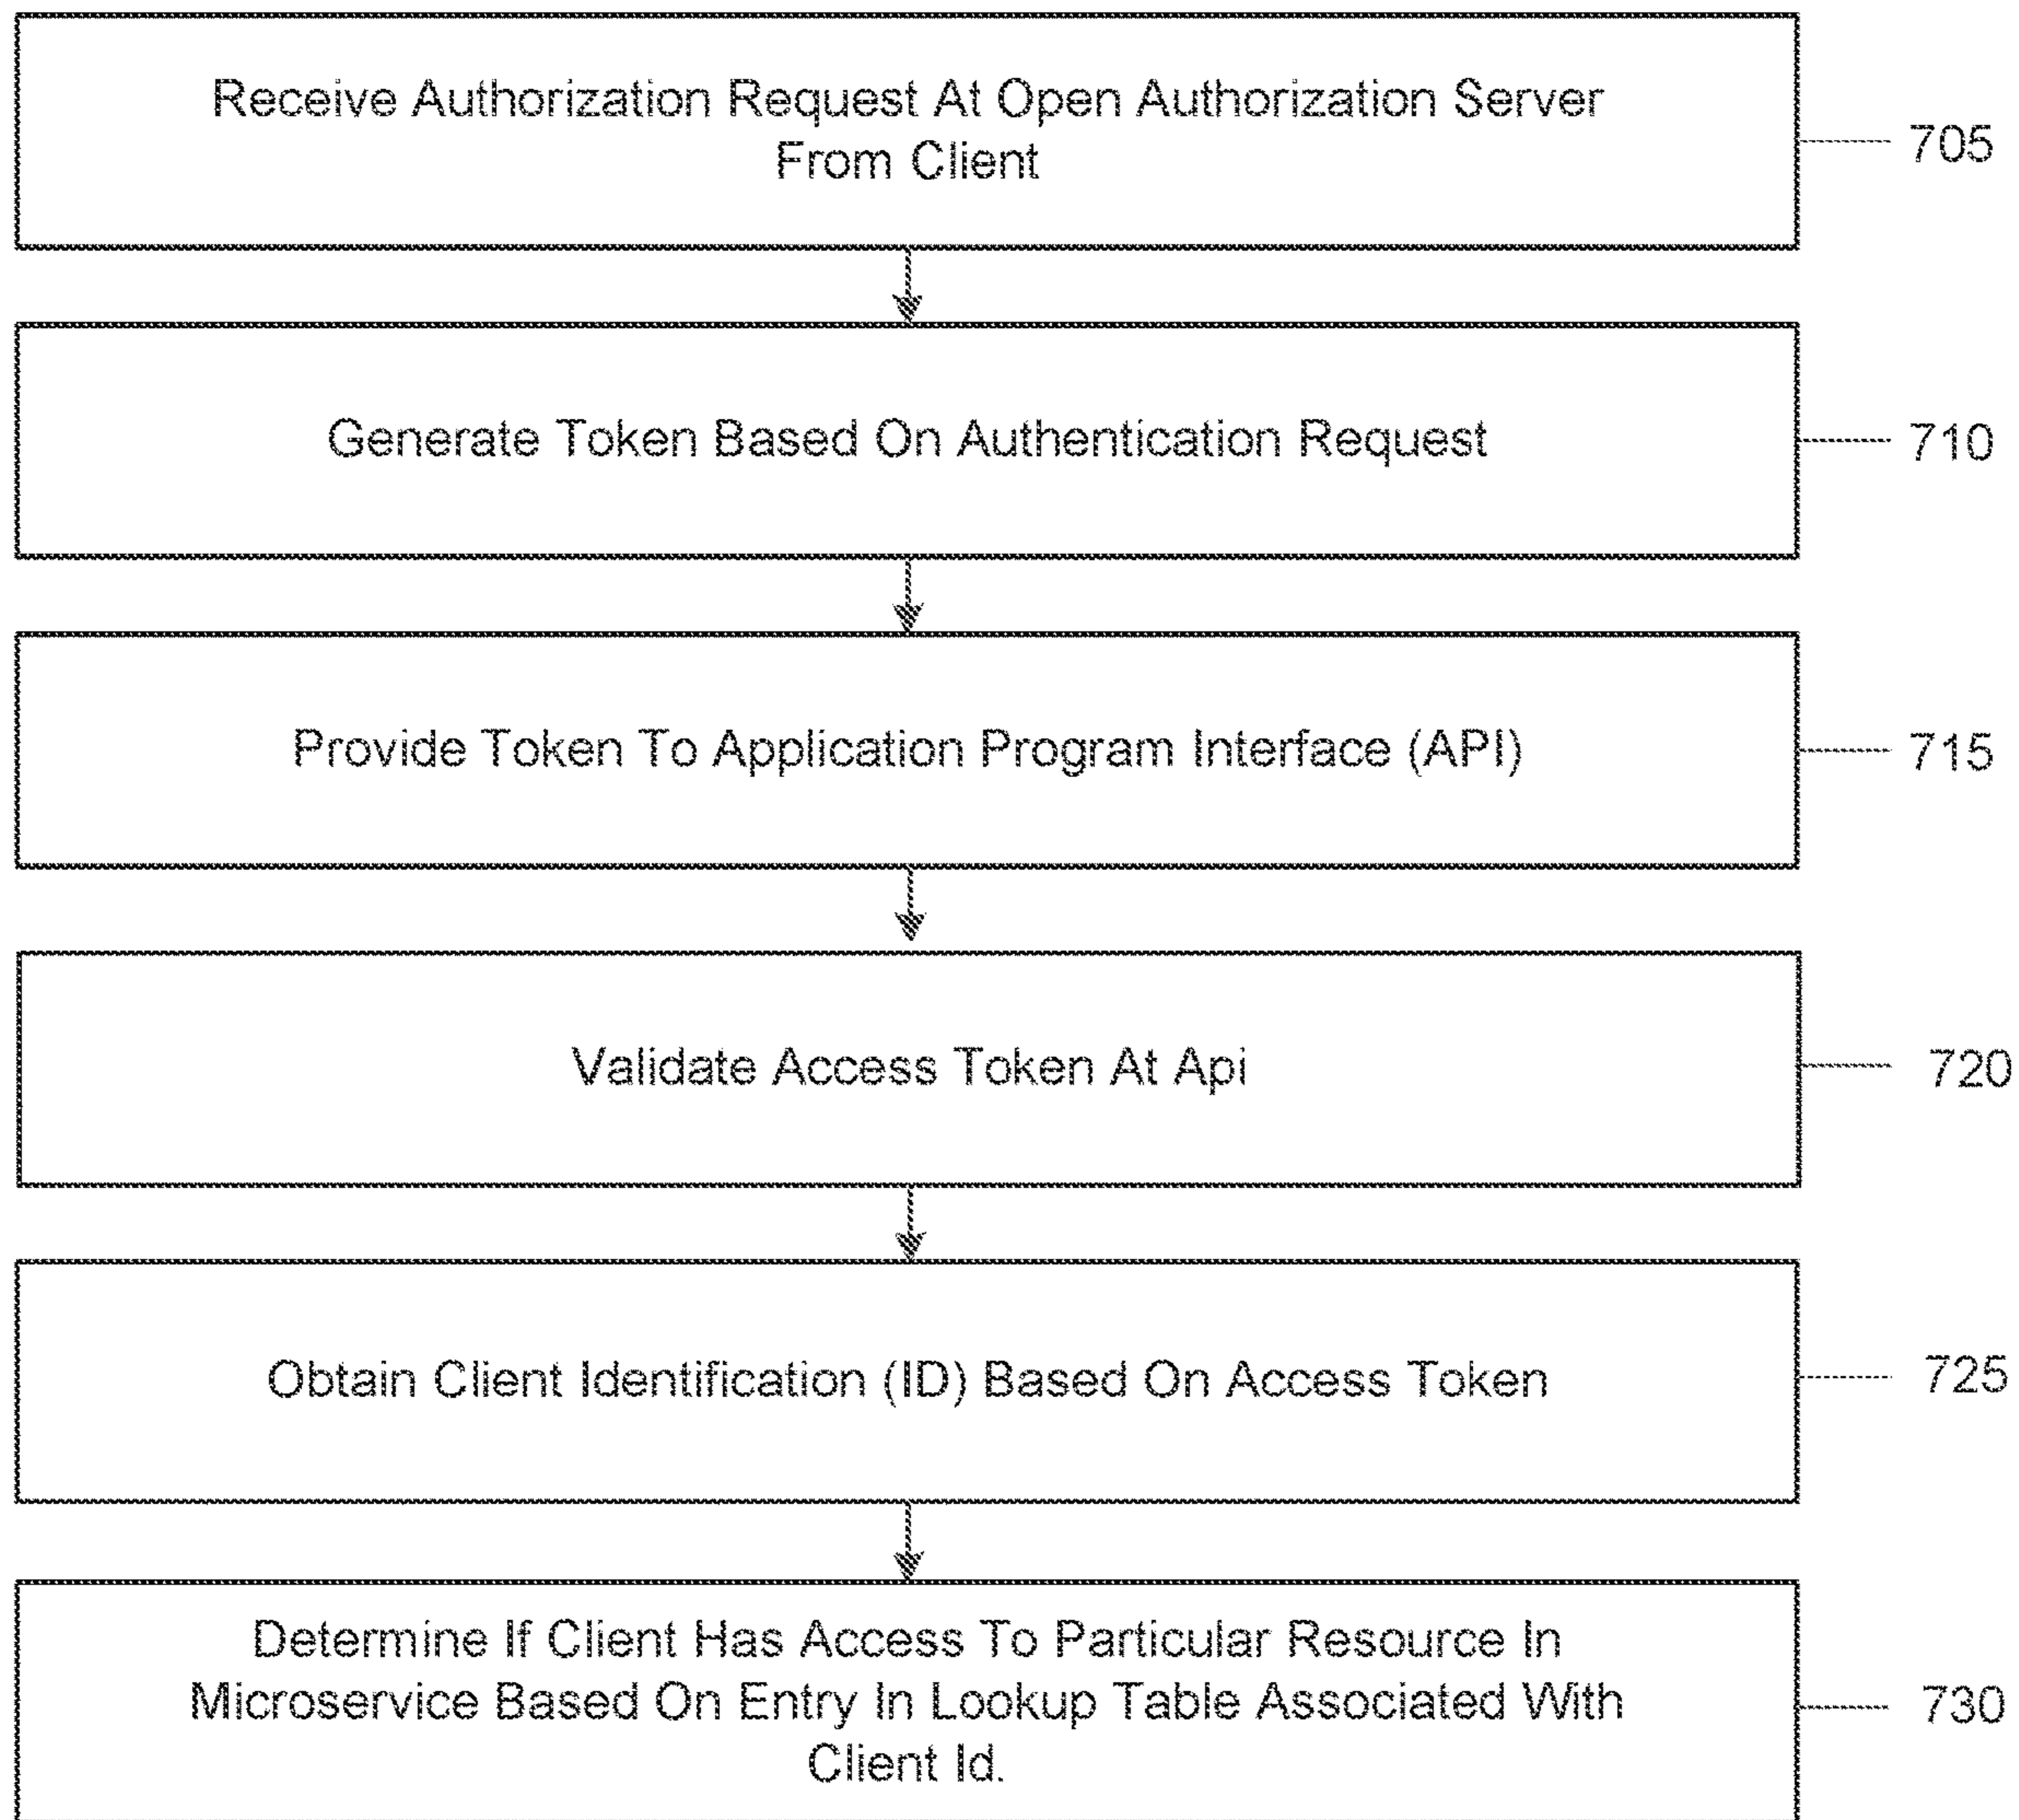 Receive Authorization Request At Open Authorization Server
From Client
705
Generate Token Based On Authentication Request
710
Provide Token To Application Program Interface (API)
715
Validate Access Token At Api
720
Obtain Client Identification (ID) Based On Access Token
725
Determine If Client Has Access To Particular Resource In
Microservice Based On Entry In Lookup Table Associated With
Client Id.
730